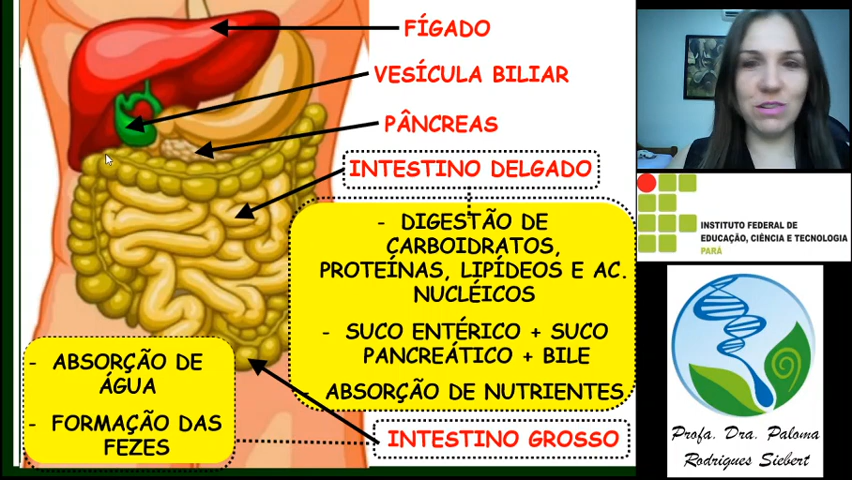 FÍGADO
VESÍCULA BILIAR
PÂNCREAS
INTESTINO DELGADO
- DIGESTÃO DE
CARBOIDRATOS,
PROTEÍNAS, LIPÍDEOS E AC.
NUCLÉICOS
- SUCO ENTÉRICO + SUCO
PANCREÁTICO + BILE
- ABSORÇÃO DE NUTRIENTES
- ABSORÇÃO DE
ÁGUA
- FORMAÇÃO DAS
FEZES
INTESTINO GROSSO
INSTITUTO FEDERAL DE
EDUCAÇÃO, CIÊNCIA E TECNOLOGIA
PARÁ
Profa. Dra. Paloma
Rodrigues Siebert